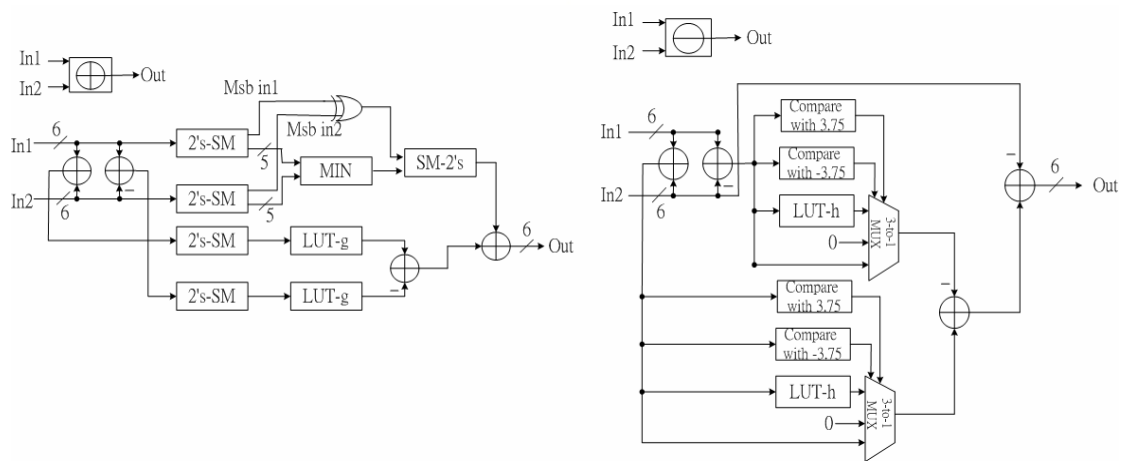 In1
In2
Out
Msb in1
Msb in2
6
In1
In2
6
2's-SM
5
2's-SM
5
MIN
SM-2's
2's-SM
LUT-g
2's-SM
LUT-g
–
–
6
Out
In1
In2
Out
6
In1
In2
6
–
Compare
with 3.75
Compare
with -3.75
LUT-h
0
3-to-1
MUX
–
6
Out
–
Compare
with 3.75
Compare
with -3.75
LUT-h
0
3-to-1
MUX